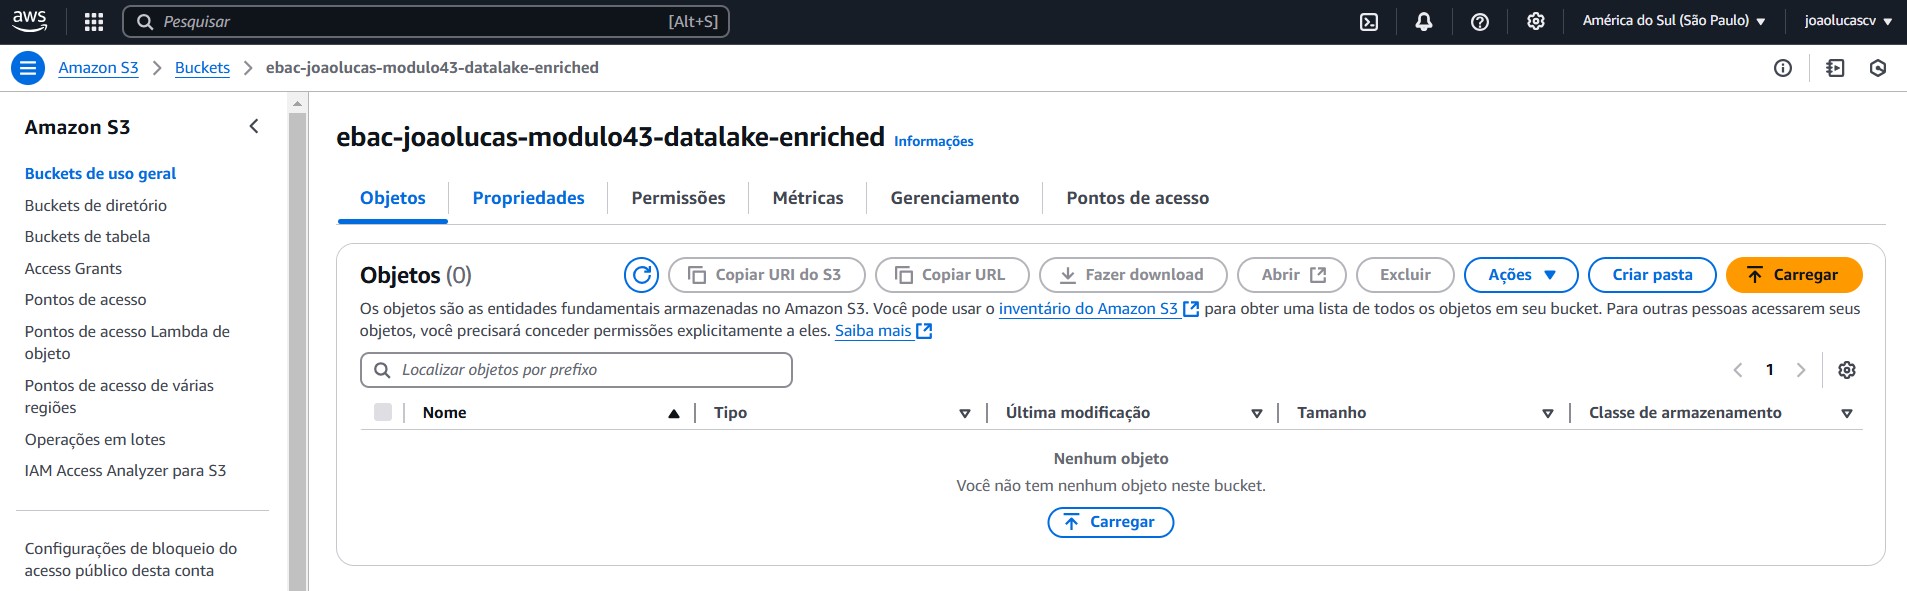 aws
Pesquisar [Alt+S] América do Sul (São Paulo) joaolucascv
Amazon S3 Buckets ebac-joaolucas-modulo43-datalake-enriched
Amazon S3
Buckets de uso geral
Buckets de diretório
Buckets de tabela
Access Grants
Pontos de acesso
Pontos de acesso Lambda de
objeto
Pontos de acesso de várias
regiões
Operações em lotes
IAM Access Analyzer para S3
Configurações de bloqueio do
acesso público desta conta
ebac-joaolucas-modulo43-datalake-enriched Informações
Objetos Propriedades Permissões Métricas Gerenciamento Pontos de acesso
Objetos (0) Copiar URI do S3 Copiar URL Fazer download Abrir Excluir Ações Criar pasta Carregar
Os objetos são as entidades fundamentais armazenadas no Amazon S3. Você pode usar o inventário do Amazon S3 para obter uma lista de todos os objetos em seu bucket. Para outras pessoas acessarem seus
objetos, você precisará conceder permissões explicitamente a eles. Saiba mais
Localizar objetos por prefixo 1
Nome Tipo Última modificação Tamanho Classe de armazenamento
Nenhum objeto
Você não tem nenhum objeto neste bucket.
Carregar